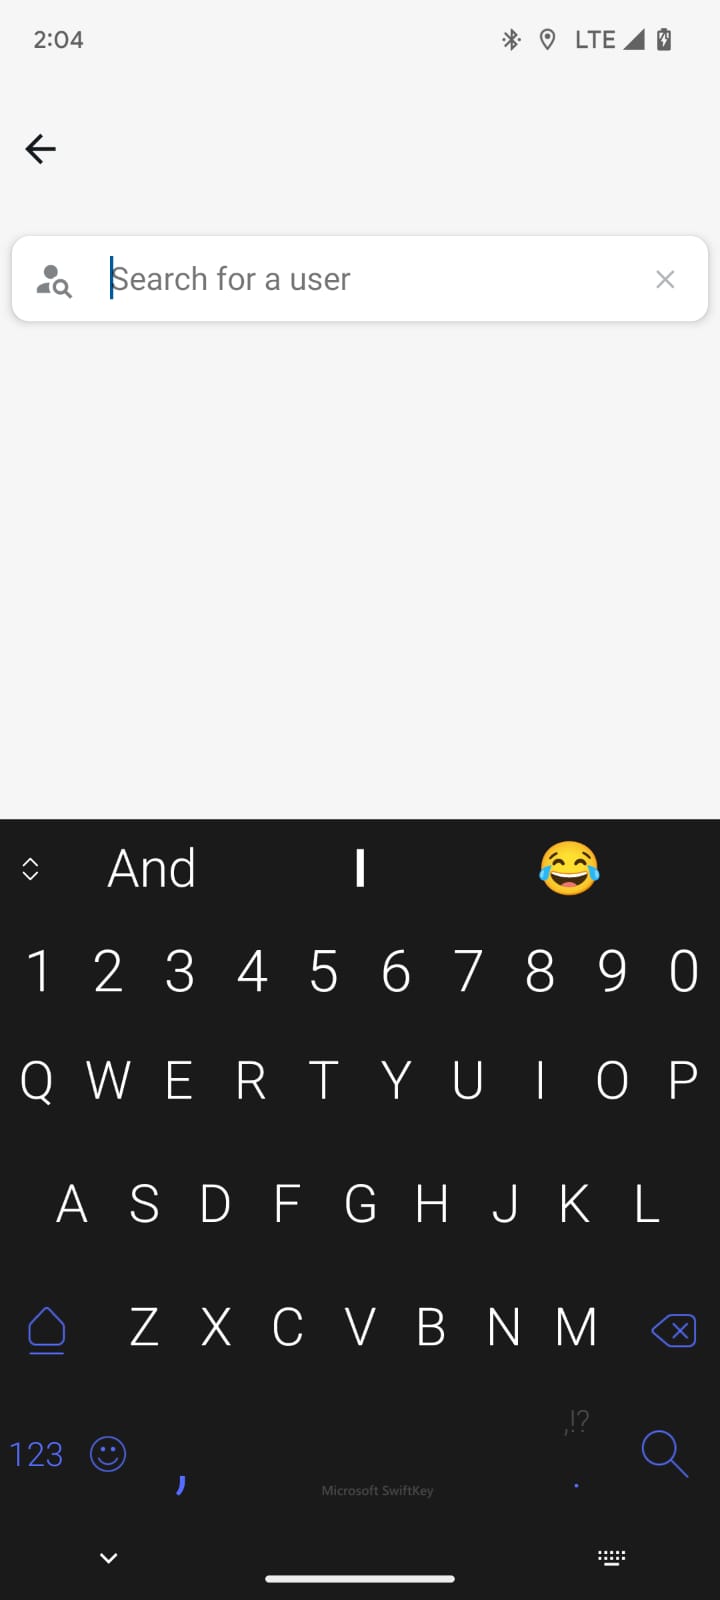 2:04 LTE
Search for a user
And I 😂
1 2 3 4 5 6 7 8 9 0
Q W E R T Y U I O P
A S D F G H J K L
Z X C V B N M
,!?
123 , .
Microsoft SwiftKey